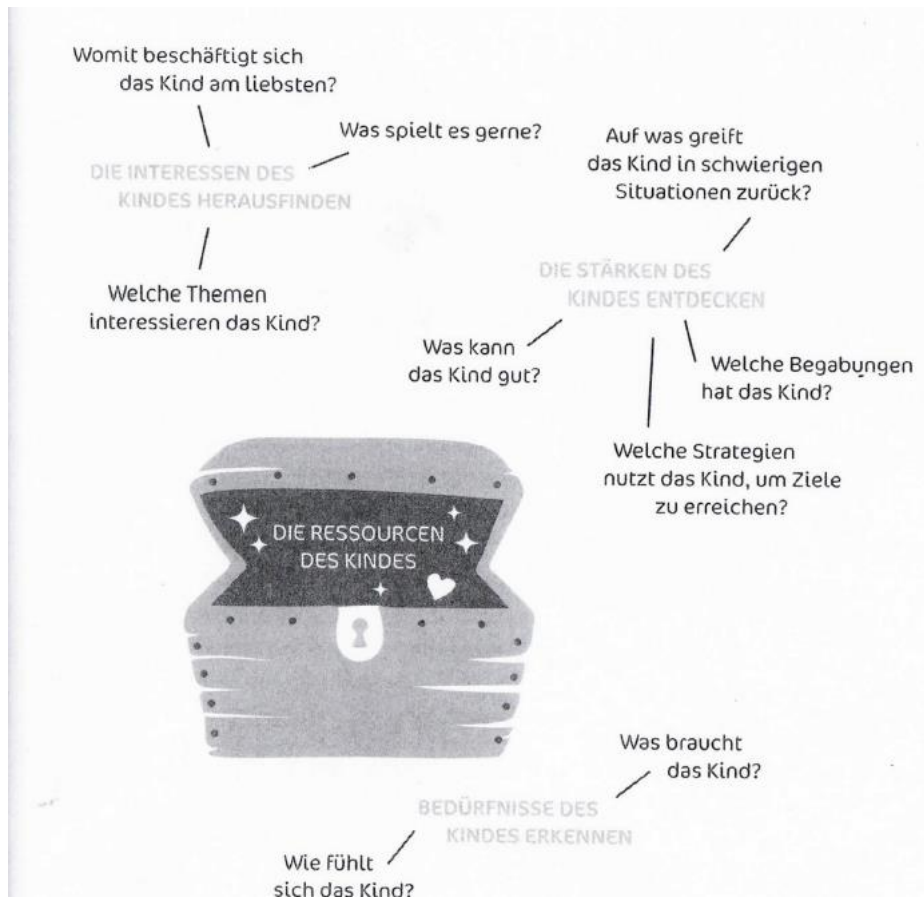 Womit beschäftigt sich
das Kind am liebsten?
Was spielt es gerne?
DIE INTERESSEN DES
KINDES HERAUSFINDEN
Welche Themen
interessieren das Kind?
Auf was greift
das Kind in schwierigen
Situationen zurück?
DIE STÄRKEN DES
KINDES ENTDECKEN
Was kann
das Kind gut?
Welche Begabungen
hat das Kind?
Welche Strategien
nutzt das Kind, um Ziele
zu erreichen?
DIE RESSOURCEN
DES KINDES
Was braucht
das Kind?
BEDÜRFNISSE DES
KINDES ERKENNEN
Wie fühlt
sich das Kind?